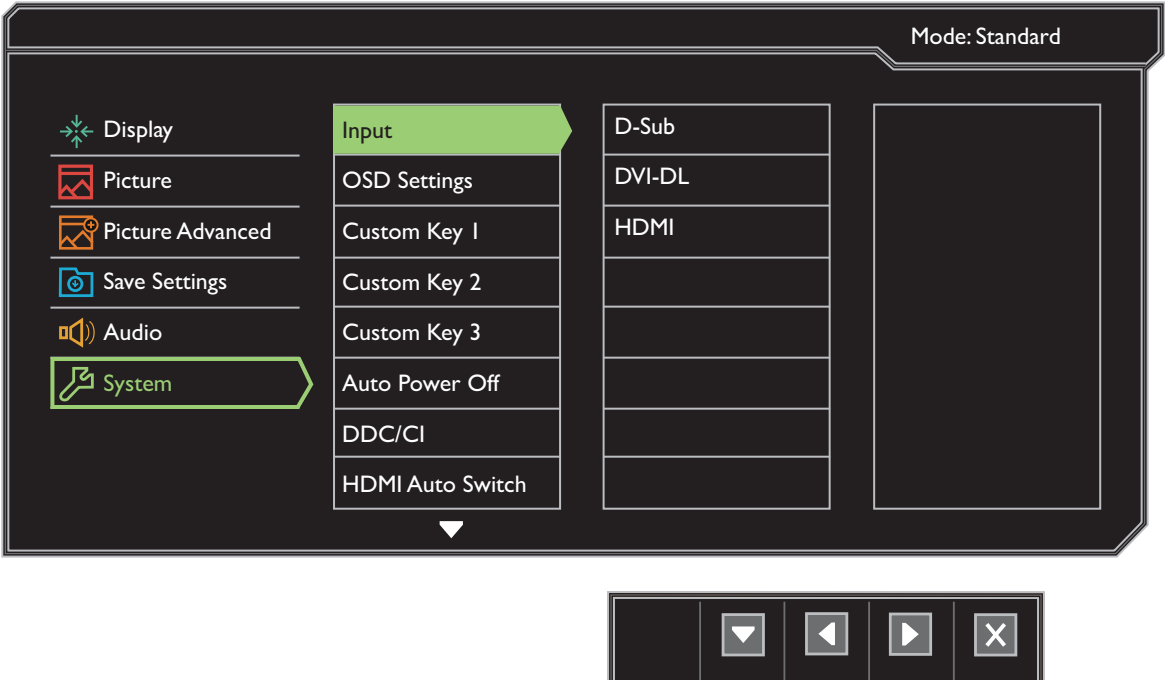 Mode: Standard
Display
Picture
Picture Advanced
Save Settings
Audio
System
Input
OSD Settings
Custom Key 1
Custom Key 2
Custom Key 3
Auto Power Off
DDC/CI
HDMI Auto Switch
D-Sub
DVI-DL
HDMI